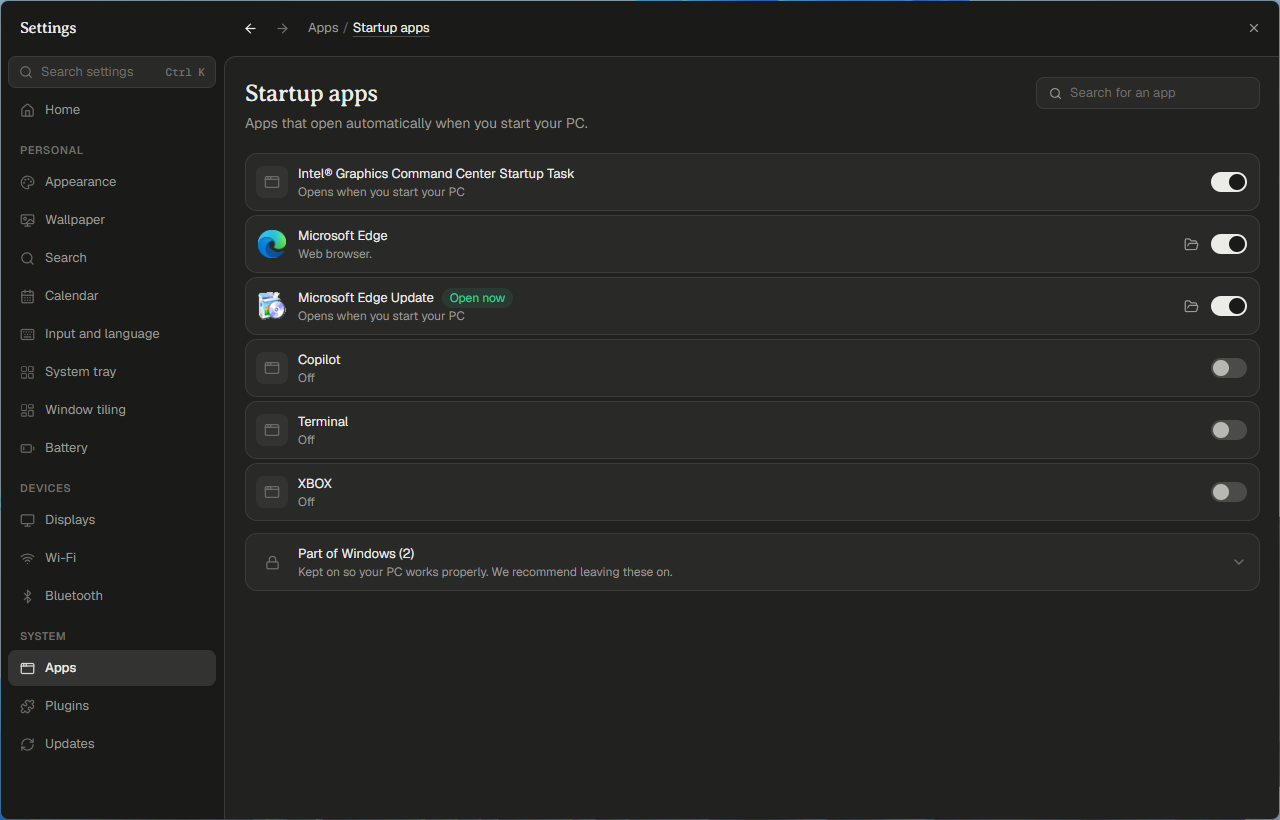 Settings
Apps / Startup apps
Search settings Ctrl K
Home
PERSONAL
Appearance
Wallpaper
Search
Calendar
Input and language
System tray
Window tiling
Battery
DEVICES
Displays
Wi-Fi
Bluetooth
SYSTEM
Apps
Plugins
Updates
Startup apps
Search for an app
Apps that open automatically when you start your PC.
Intel® Graphics Command Center Startup Task
Opens when you start your PC
Microsoft Edge
Web browser.
Microsoft Edge Update Open now
Opens when you start your PC
Copilot
Off
Terminal
Off
XBOX
Off
Part of Windows (2)
Kept on so your PC works properly. We recommend leaving these on.